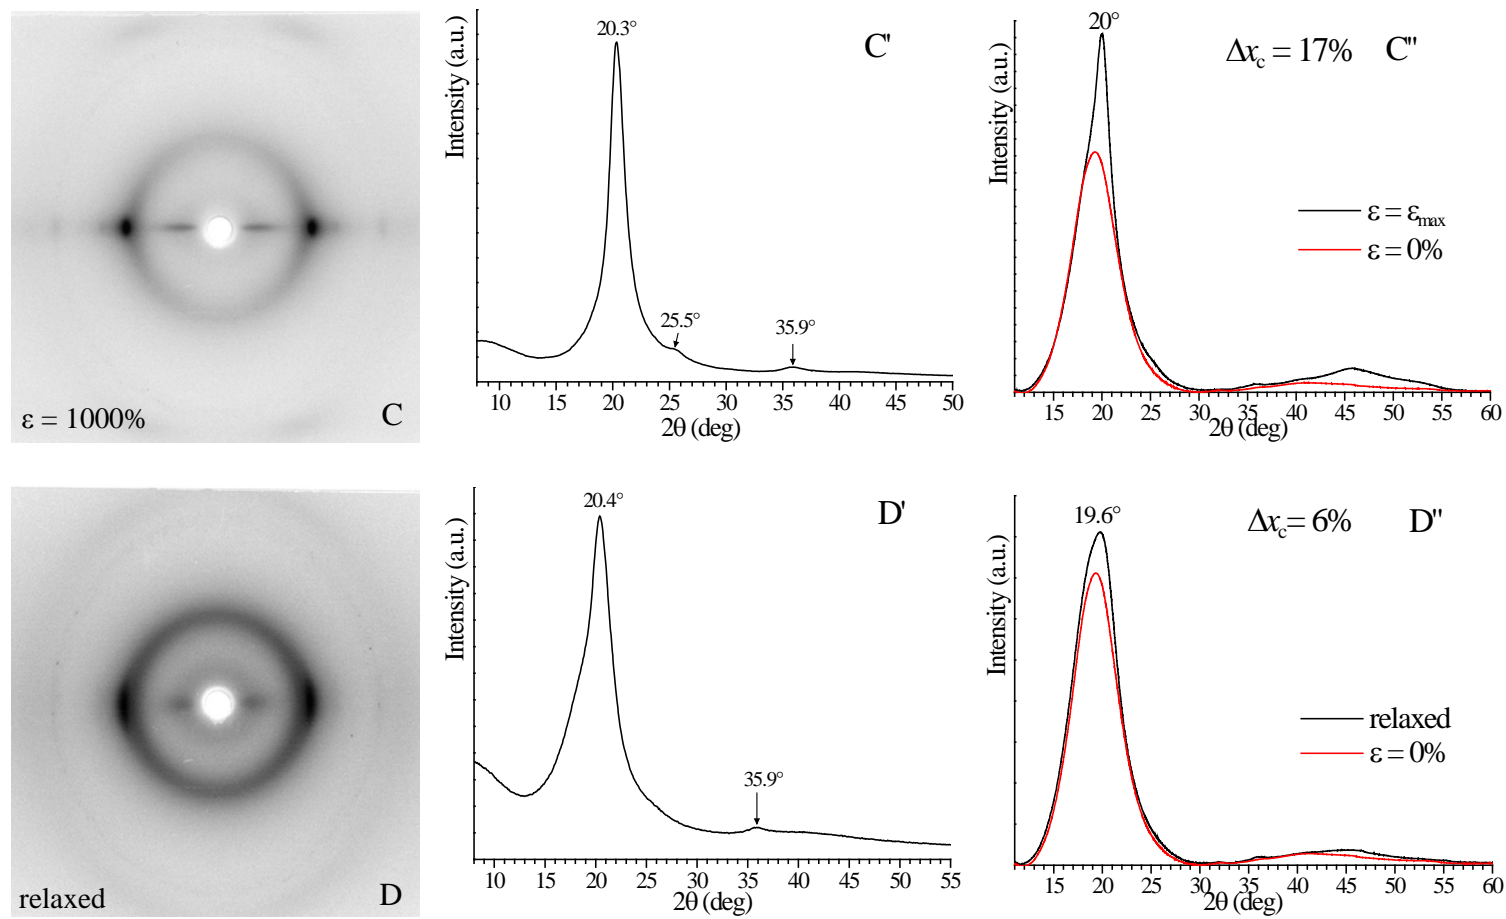 ε = 1000%
C
20.3°
C'
25.5°
35.9°
Intensity (a.u.)
10 15 20 25 30 35 40 45 50
2θ (deg)
20°
Δxc = 17%
C''
Intensity (a.u.)
ε = εmax
ε = 0%
15 20 25 30 35 40 45 50 55 60
2θ (deg)
relaxed
D
20.4°
D'
35.9°
Intensity (a.u.)
10 15 20 25 30 35 40 45 50 55
2θ (deg)
19.6°
Δxc = 6%
D''
Intensity (a.u.)
relaxed
ε = 0%
15 20 25 30 35 40 45 50 55 60
2θ (deg)